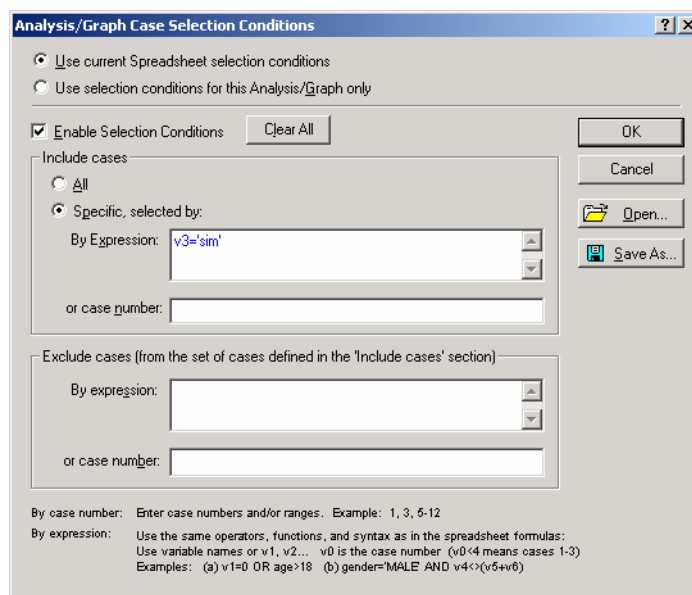 Analysis/Graph Case Selection Conditions
Use current Spreadsheet selection conditions
Use selection conditions for this Analysis/Graph only
Enable Selection Conditions
Clear All
OK
Cancel
Open...
Save As...
Include cases
All
Specific, selected by:
By Expression: v3='sim'
or case number:
Exclude cases (from the set of cases defined in the 'Include cases' section)
By expression:
or case number:
By case number: Enter case numbers and/or ranges. Example: 1, 3, 5-12
By expression: Use the same operators, functions, and syntax as in the spreadsheet formulas:
Use variable names or v1, v2... v0 is the case number (v0<4 means cases 1-3)
Examples: (a) v1=0 OR age>18 (b) gender='MALE' AND v4<>(v5+v6)